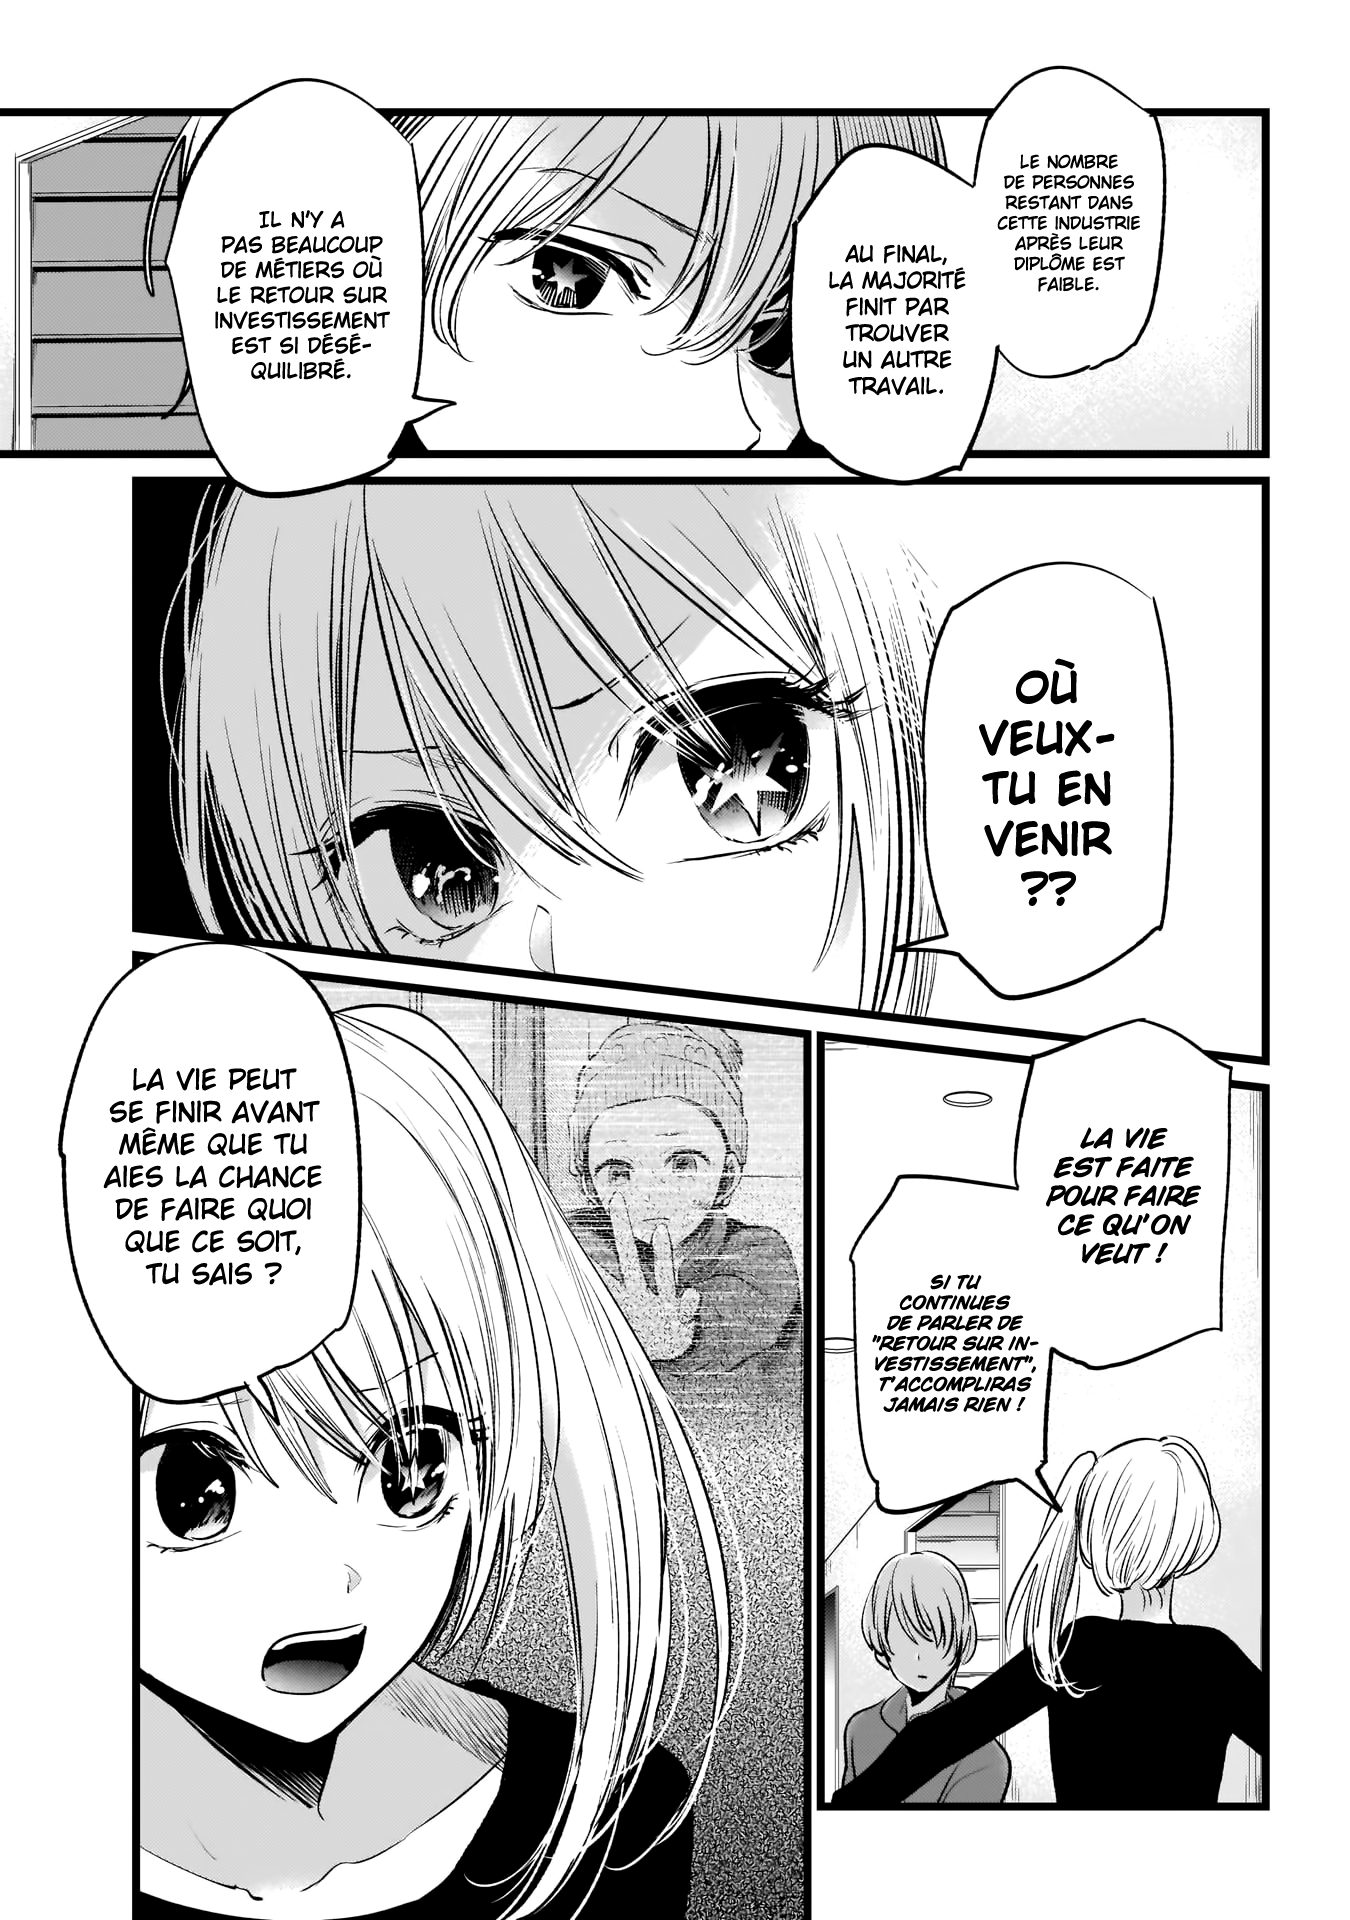 LE NOMBRE
DE PERSONNES
RESTANT DANS
CETTE INDUSTRIE
APRÈS LEUR
DIPLÔME EST
FAIBLE.
AU FINAL,
LA MAJORITÉ
FINIT PAR
TROUVER
UN AUTRE
TRAVAIL.
IL N'Y A
PAS BEAUCOUP
DE MÉTIERS OÙ
LE RETOUR SUR
INVESTISSEMENT
EST SI DÉSÉ-
QUILIBRÉ.
OÙ
VEUX-
TU EN
VENIR
??
LA VIE
EST FAITE
POUR FAIRE
CE QU'ON
VEUT !
SI TU
CONTINUES
DE PARLER DE
"RETOUR SUR IN-
VESTISSEMENT",
T'ACCOMPLIRAS
JAMAIS RIEN !
LA VIE PEUT
SE FINIR AVANT
MÊME QUE TU
AIES LA CHANCE
DE FAIRE QUOI
QUE CE SOIT,
TU SAIS ?